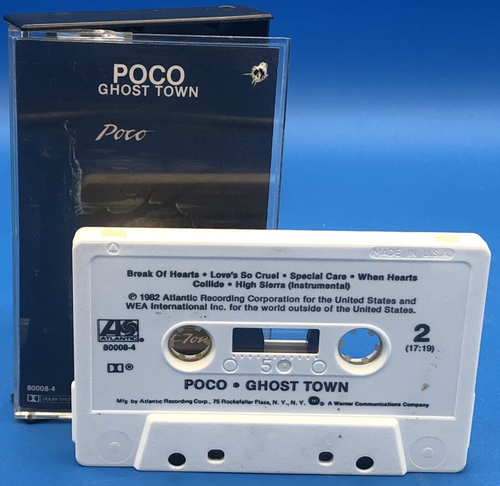 POCO
GHOST TOWN
Poco
80008-4
MADE IN U.S.A.
Break Of Hearts • Love's So Cruel • Special Care • When Hearts
Collide • High Sierra (Instrumental)
℗ 1982 Atlantic Recording Corporation for the United States and
WEA International Inc. for the world outside of the United States.
ATLANTIC
80008-4
2
(17:19)
50
POCO • GHOST TOWN
Mfg. by Atlantic Recording Corp., 75 Rockefeller Plaza, N.Y., N.Y. ® A Warner Communications Company